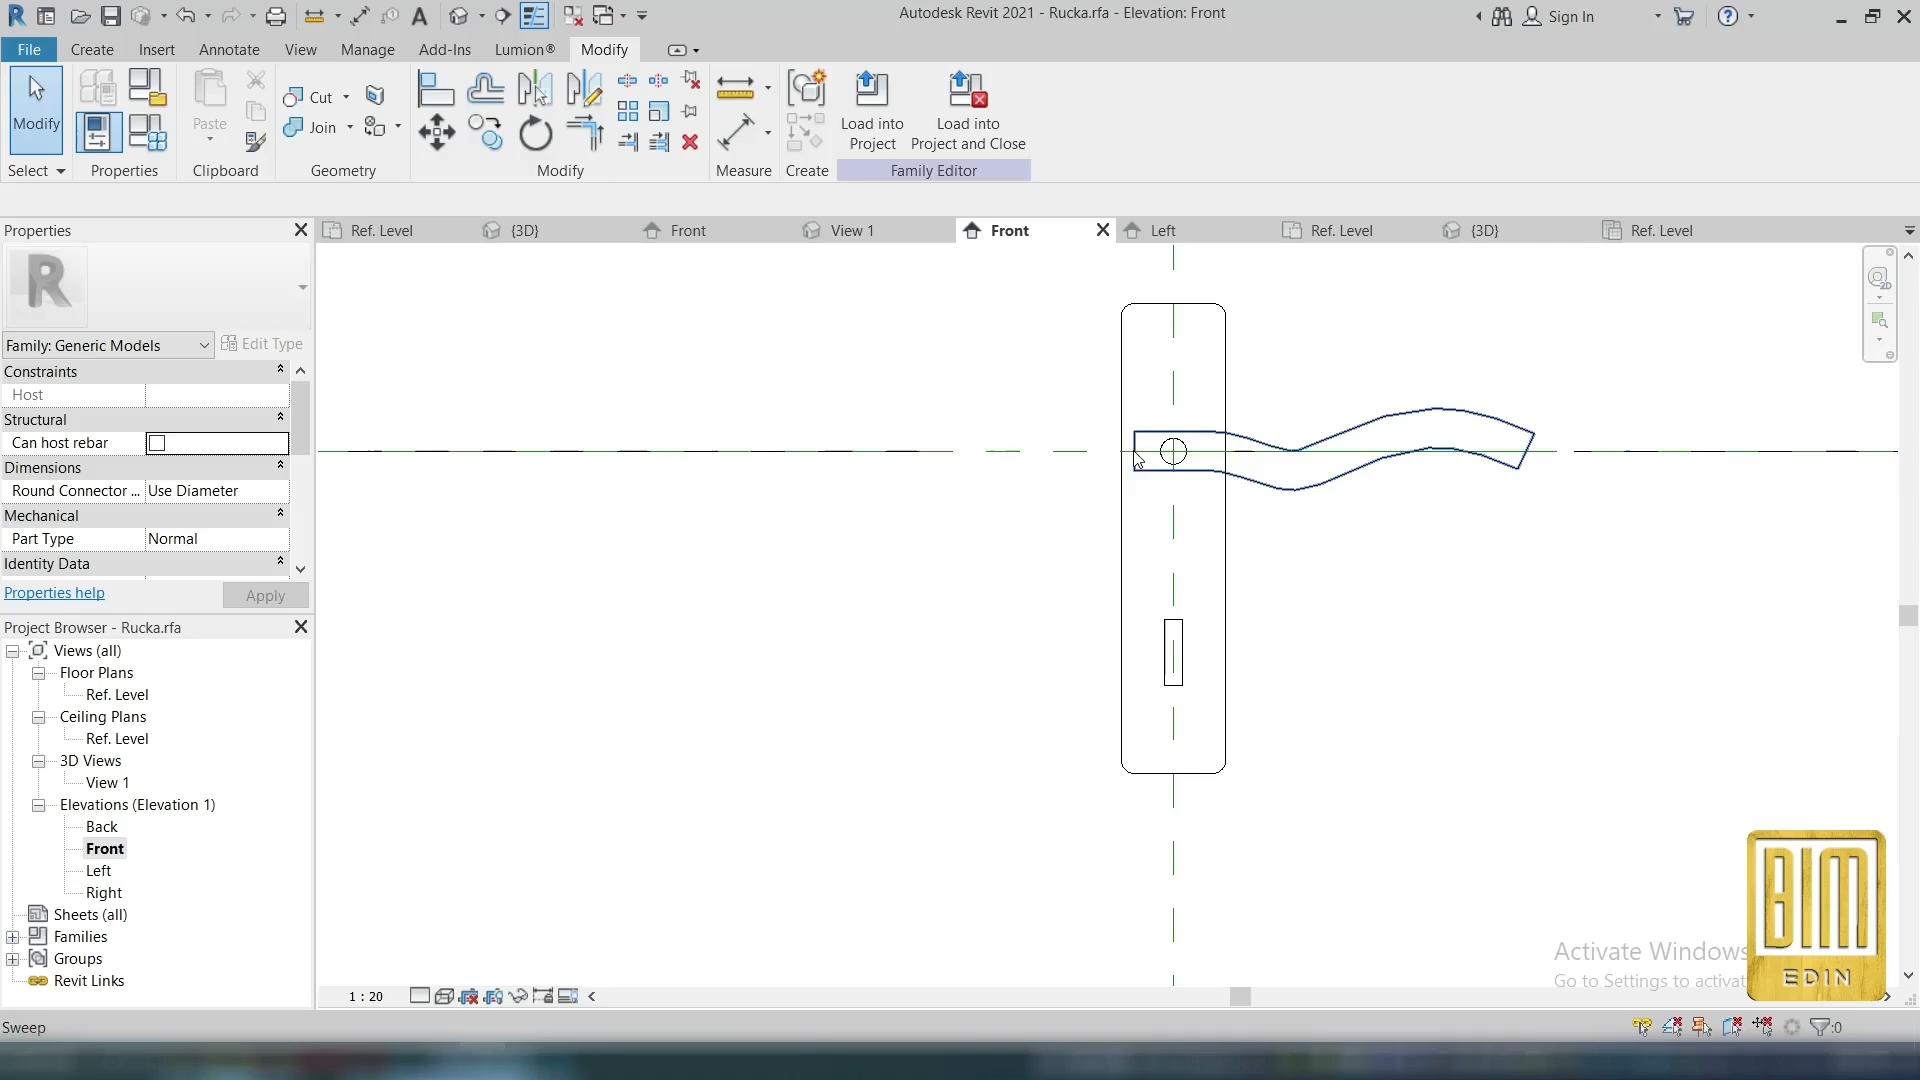 Autodesk Revit 2021 - Rucka.rfa - Elevation: Front
Sign In
File
Create
Insert
Annotate
View
Manage
Add-Ins
Lumion®
Modify
Modify
Paste
Cut
Join
Load into
Project
Load into
Project and Close
Select
Properties
Clipboard
Geometry
Modify
Measure
Create
Family Editor
Properties
Ref. Level
{3D}
Front
View 1
Front
Left
Ref. Level
{3D}
Ref. Level
R
Family: Generic Models
Edit Type
Constraints
Host
Structural
Can host rebar
Dimensions
Round Connector ...
Use Diameter
Mechanical
Part Type
Normal
Identity Data
Properties help
Apply
Project Browser - Rucka.rfa
Views (all)
Floor Plans
Ref. Level
Ceiling Plans
Ref. Level
3D Views
View 1
Elevations (Elevation 1)
Back
Front
Left
Right
Sheets (all)
Families
Groups
Revit Links
2D
Activate Windows
Go to Settings to activat
BIM
EDIN
1 : 20
Sweep
:0